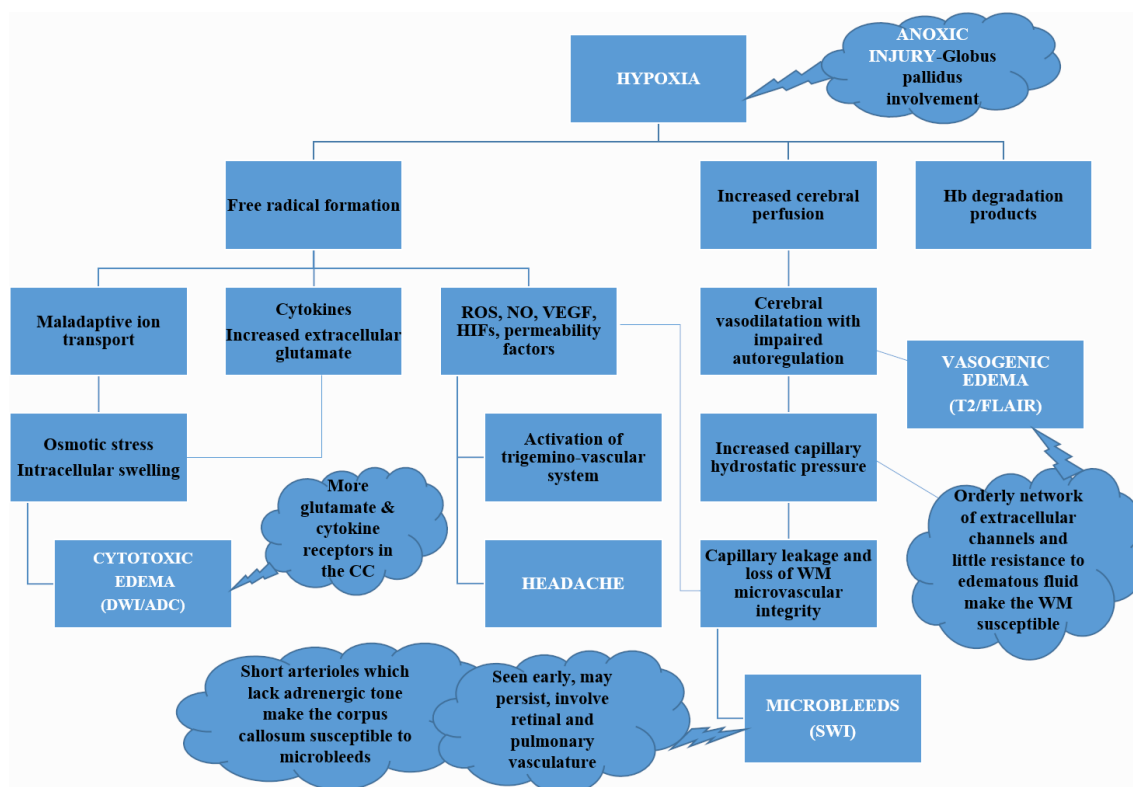 ANOXIC
INJURY-Globus
pallidus
involvement
HYPOXIA
Free radical formation
Increased cerebral
perfusion
Hb degradation
products
Maladaptive ion
transport
Cytokines
Increased extracellular
glutamate
ROS, NO, VEGF,
HIFs, permeability
factors
Cerebral
vasodilatation with
impaired
autoregulation
VASOGENIC
EDEMA
(T2/FLAIR)
Osmotic stress
Intracellular swelling
Activation of
trigemino-vascular
system
Increased capillary
hydrostatic pressure
More
glutamate &
cytokine
receptors in
the CC
Orderly network
of extracellular
channels and
little resistance to
edematous fluid
make the WM
susceptible
CYTOTOXIC
EDEMA
(DWI/ADC)
HEADACHE
Capillary leakage and
loss of WM
microvascular
integrity
Short arterioles which
lack adrenergic tone
make the corpus
callosum susceptible to
microbleeds
Seen early, may
persist, involve
retinal and
pulmonary
vasculature
MICROBLEEDS
(SWI)